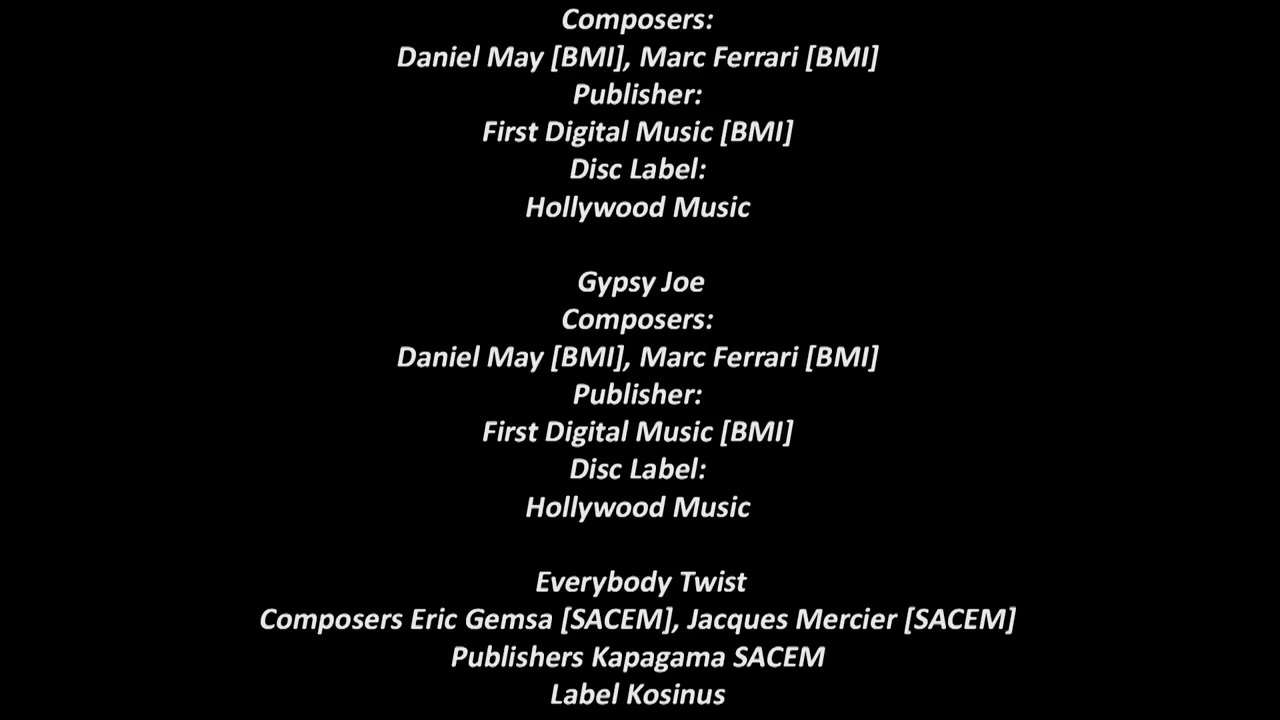 Composers:
Daniel May [BMI], Marc Ferrari [BMI]
Publisher:
First Digital Music [BMI]
Disc Label:
Hollywood Music
Gypsy Joe
Composers:
Daniel May [BMI], Marc Ferrari [BMI]
Publisher:
First Digital Music [BMI]
Disc Label:
Hollywood Music
Everybody Twist
Composers Eric Gemsa [SACEM], Jacques Mercier [SACEM]
Publishers Kapagama SACEM
Label Kosinus